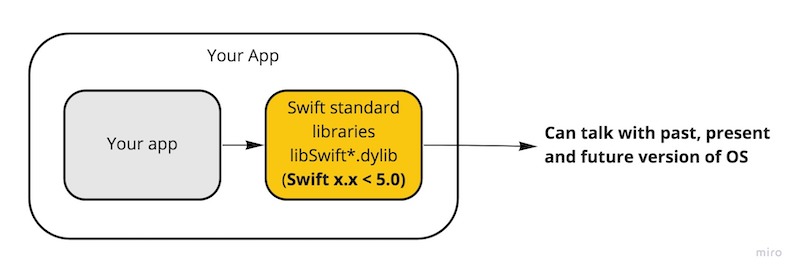 Your App
Your app
Swift standard
libraries
libSwift*.dylib
(Swift x.x < 5.0)
Can talk with past, present
and future version of OS
miro